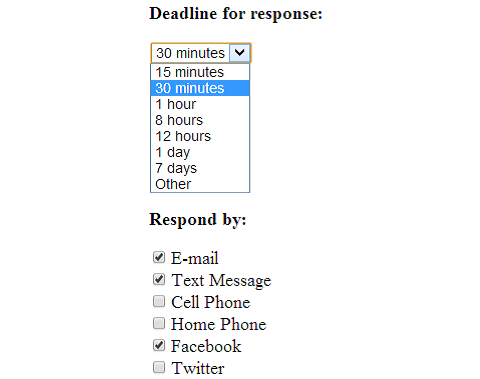 Deadline for response:
30 minutes
15 minutes
30 minutes
1 hour
8 hours
12 hours
1 day
7 days
Other
Respond by:
E-mail
Text Message
Cell Phone
Home Phone
Facebook
Twitter